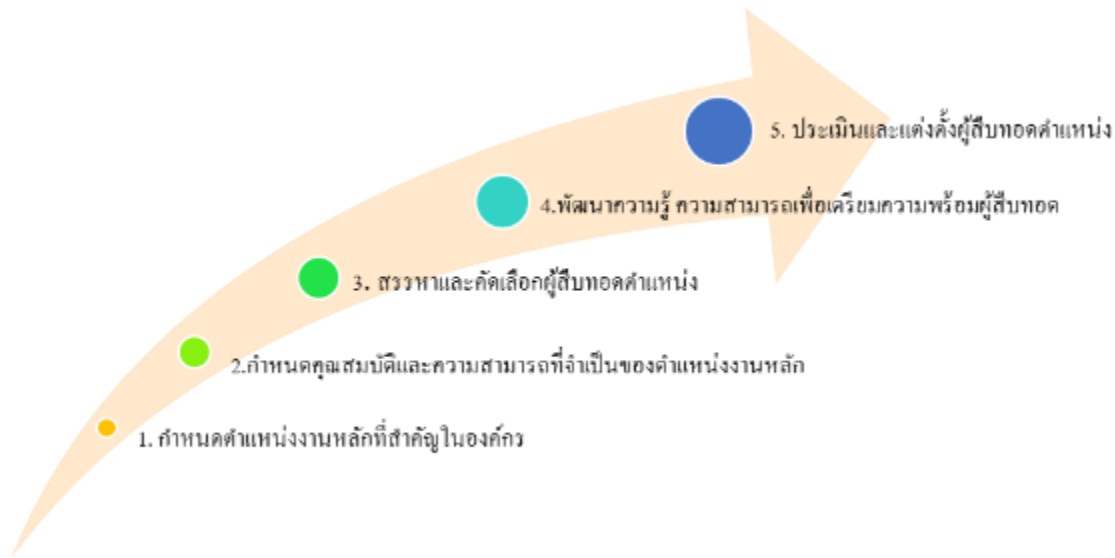 5. ประเมินและแต่งตั้งผู้สืบทอดตำแหน่ง
4.พัฒนาความรู้ ความสามารถเพื่อเตรียมความพร้อมผู้สืบทอด
3. สรรหาและคัดเลือกผู้สืบทอดตำแหน่ง
2.กำหนดคุณสมบัติและความสามารถที่จำเป็นของตำแหน่งงานหลัก
1. กำหนดตำแหน่งงานหลักที่สำคัญในองค์กร